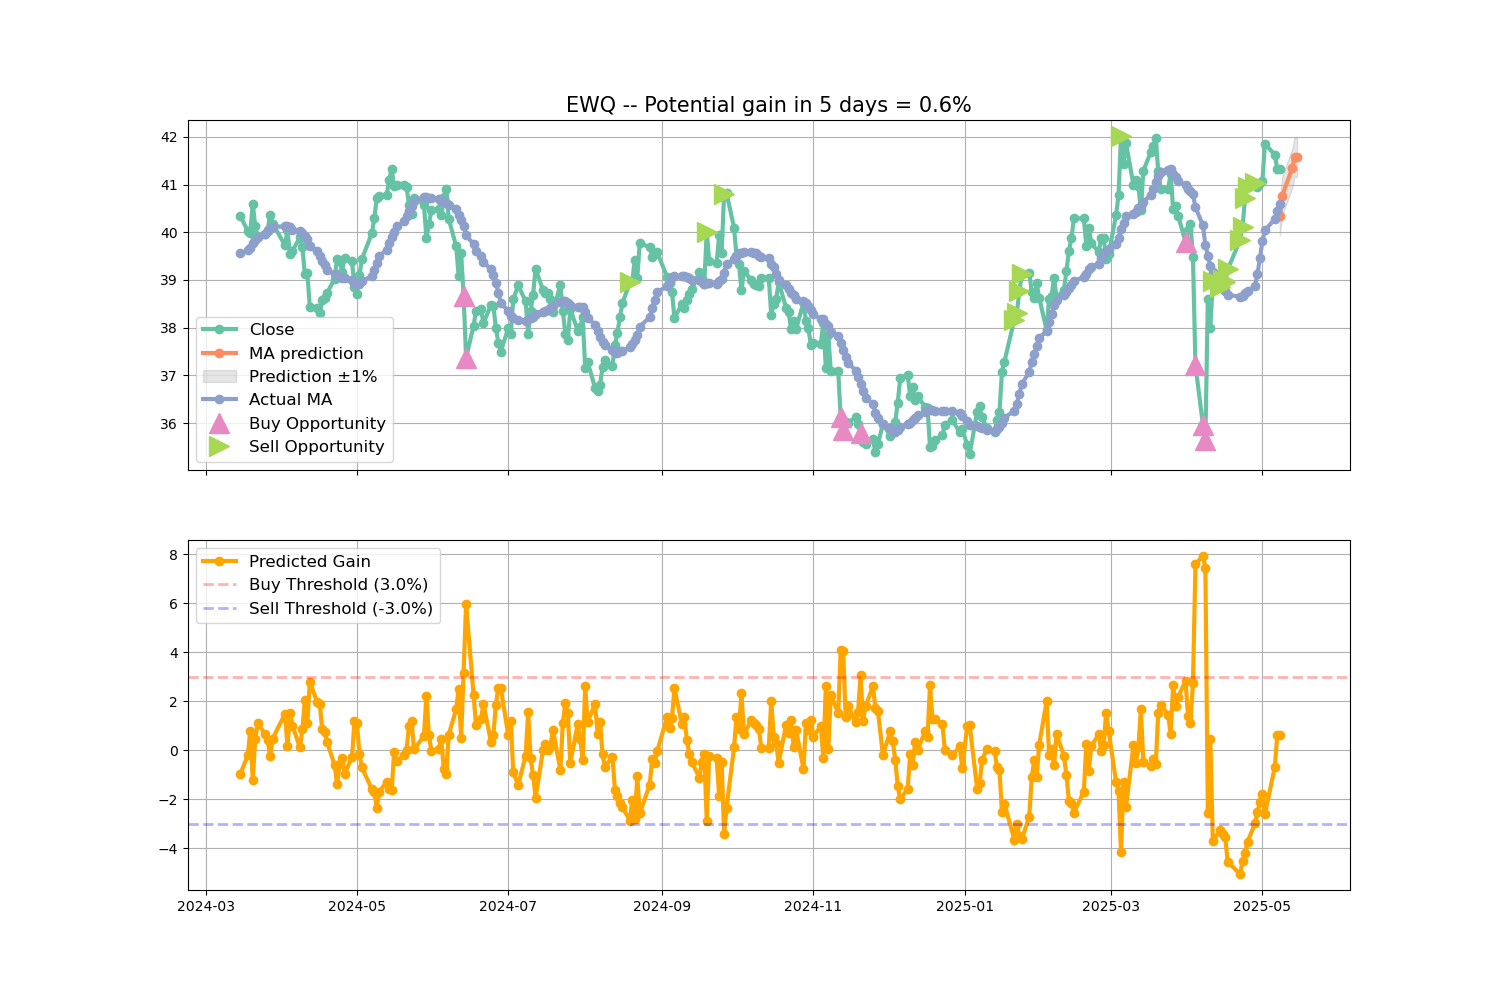 EWQ -- Potential gain in 5 days = 0.6%
42
41
40
39
38
37
36
Close
MA prediction
Prediction ±1%
Actual MA
Buy Opportunity
Sell Opportunity
8
6
4
2
0
−2
−4
Predicted Gain
Buy Threshold (3.0%)
Sell Threshold (-3.0%)
2024-03 2024-05 2024-07 2024-09 2024-11 2025-01 2025-03 2025-05